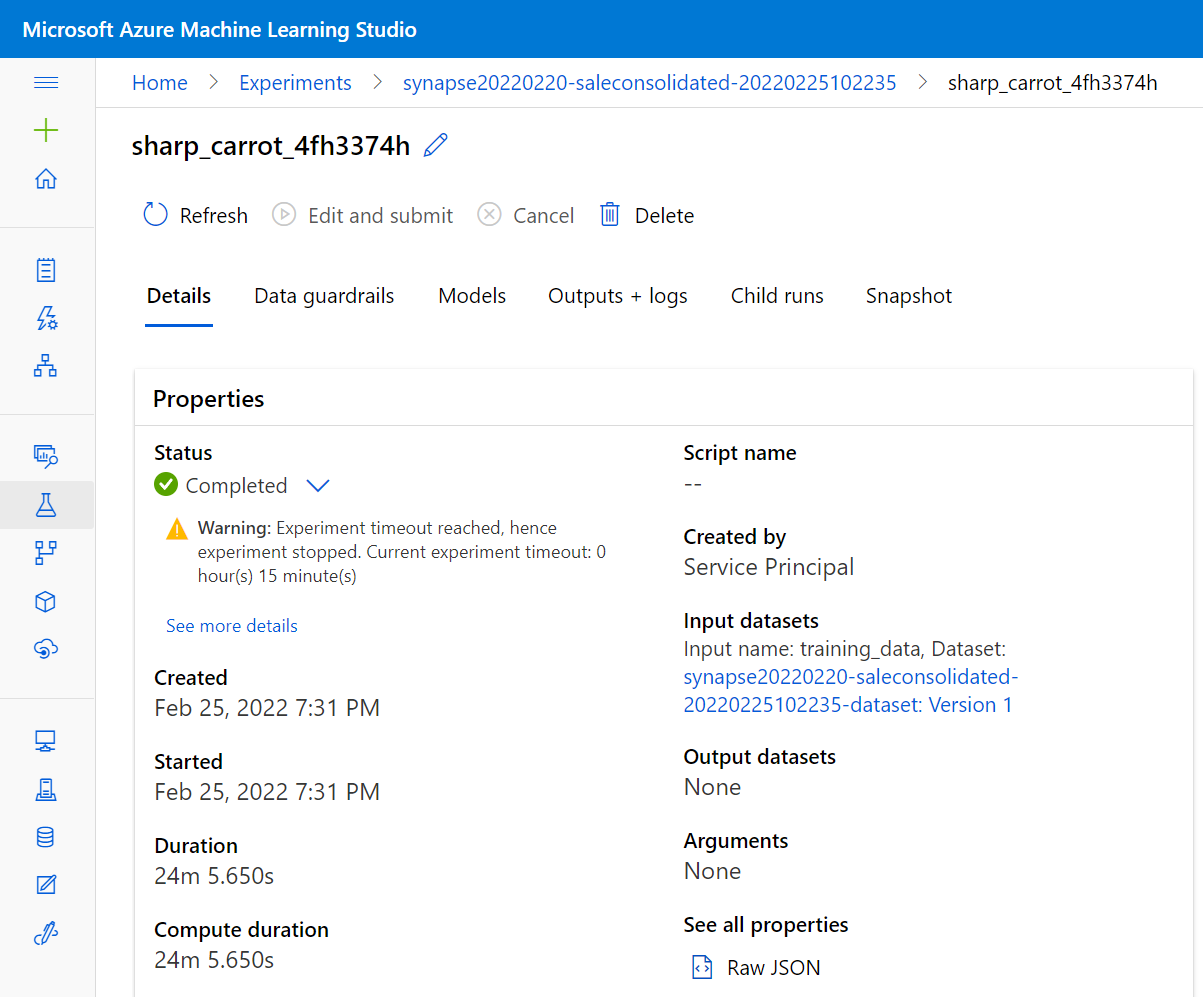 Microsoft Azure Machine Learning Studio
Home > Experiments > synapse20220220-saleconsolidated-20220225102235 > sharp_carrot_4fh3374h
sharp_carrot_4fh3374h
Refresh Edit and submit Cancel Delete
Details Data guardrails Models Outputs + logs Child runs Snapshot
Properties
Status
Completed
Warning: Experiment timeout reached, hence
experiment stopped. Current experiment timeout: 0
hour(s) 15 minute(s)
See more details
Created
Feb 25, 2022 7:31 PM
Started
Feb 25, 2022 7:31 PM
Duration
24m 5.650s
Compute duration
24m 5.650s
Script name
--
Created by
Service Principal
Input datasets
Input name: training_data, Dataset:
synapse20220220-saleconsolidated-
20220225102235-dataset: Version 1
Output datasets
None
Arguments
None
See all properties
Raw JSON